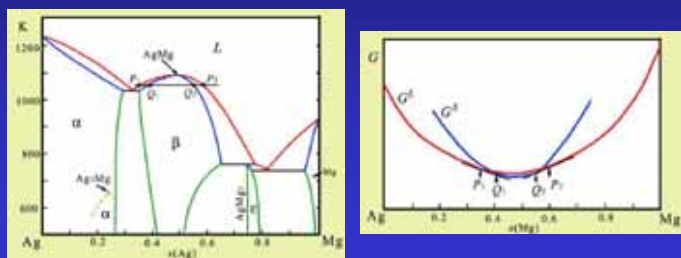 K
1200
1000
800
600
AgMg
L
P₁
P₂
Q₁
Q₂
α
β
Ag₃Mg
α'
AgMg₃
ε
Mg
Ag
0.2
0.4
0.6
0.8
Mg
x(Ag)
G
Gᴸ
Gˢ
P₁
Q₁
Q₂
P₂
Ag
0.2
0.4
0.6
0.8
Mg
x(Mg)